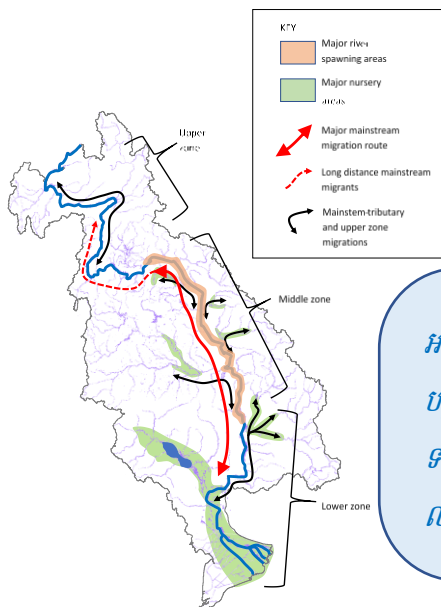 KEY
Major river
spawning areas
Major nursery
areas
Major mainstream
migration route
Long distance mainstream
migrants
Mainstem-tributary
and upper zone
migrations
Upper
zone
Middle zone
Lower zone